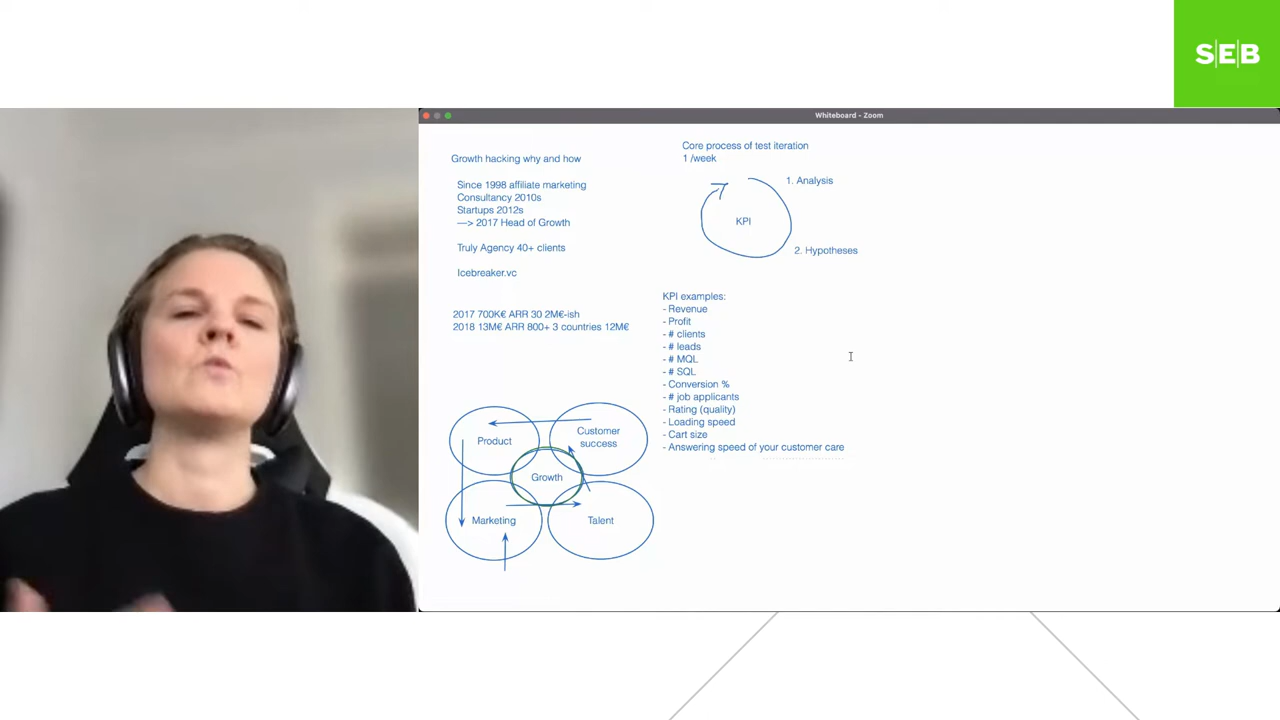 S|E|B
Whiteboard - Zoom
Growth hacking why and how
Since 1998 affiliate marketing
Consultancy 2010s
Startups 2012s
—> 2017 Head of Growth
Truly Agency 40+ clients
Icebreaker.vc
2017 700K€ ARR 30 2M€-ish
2018 13M€ ARR 800+ 3 countries 12M€
Product
Customer
success
Growth
Marketing
Talent
Core process of test iteration
1 /week
1. Analysis
KPI
2. Hypotheses
KPI examples:
- Revenue
- Profit
- # clients
- # leads
- # MQL
- # SQL
- Conversion %
- # job applicants
- Rating (quality)
- Loading speed
- Cart size
- Answering speed of your customer care